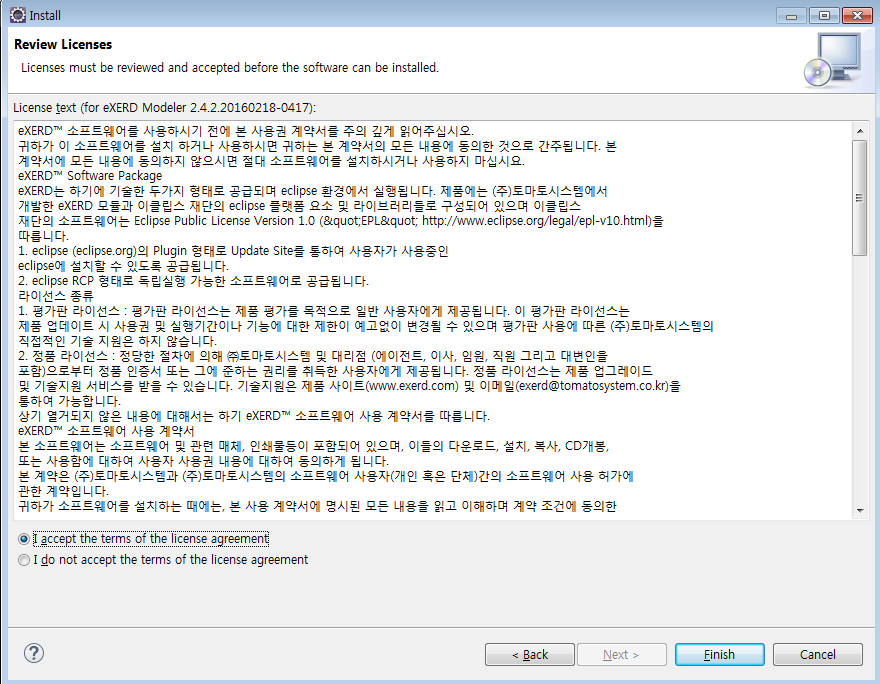 Install
Review Licenses
Licenses must be reviewed and accepted before the software can be installed.
License text (for eXERD Modeler 2.4.2.20160218-0417):
eXERD™ 소프트웨어를 사용하시기 전에 본 사용권 계약서를 주의 깊게 읽어주십시오.
귀하가 이 소프트웨어를 설치 하거나 사용하시면 귀하는 본 계약서의 모든 내용에 동의한 것으로 간주됩니다. 본
계약서에 모든 내용에 동의하지 않으시면 절대 소프트웨어를 설치하시거나 사용하지 마십시요.
eXERD™ Software Package
eXERD는 하기에 기술한 두가지 형태로 공급되며 eclipse 환경에서 실행됩니다. 제품에는 (주)토마토시스템에서
개발한 eXERD 모듈과 이클립스 재단의 eclipse 플랫폼 요소 및 라이브러리들로 구성되어 있으며 이클립스
재단의 소프트웨어는 Eclipse Public License Version 1.0 (&quot;EPL&quot; http://www.eclipse.org/legal/epl-v10.html)을
따릅니다.
1. eclipse (eclipse.org)의 Plugin 형태로 Update Site를 통하여 사용자가 사용중인
eclipse에 설치할 수 있도록 공급됩니다.
2. eclipse RCP 형태로 독립실행 가능한 소프트웨어로 공급됩니다.
라이선스 종류
1. 평가판 라이선스 : 평가판 라이선스는 제품 평가를 목적으로 일반 사용자에게 제공됩니다. 이 평가판 라이선스는
제품 업데이트 시 사용권 및 실행기간이나 기능에 대한 제한이 예고없이 변경될 수 있으며 평가판 사용에 따른 (주)토마토시스템의
직접적인 기술 지원은 하지 않습니다.
2. 정품 라이선스 : 정당한 절차에 의해 ㈜토마토시스템 및 대리점 (에이전트, 이사, 임원, 직원 그리고 대변인을
포함)으로부터 정품 인증서 또는 그에 준하는 권리를 취득한 사용자에게 제공됩니다. 정품 라이선스는 제품 업그레이드
및 기술지원 서비스를 받을 수 있습니다. 기술지원은 제품 사이트(www.exerd.com) 및 이메일(exerd@tomatosystem.co.kr)을
통하여 가능합니다.
상기 열거되지 않은 내용에 대해서는 하기 eXERD™ 소프트웨어 사용 계약서를 따릅니다.
eXERD™ 소프트웨어 사용 계약서
본 소프트웨어는 소프트웨어 및 관련 매체, 인쇄물등이 포함되어 있으며, 이들의 다운로드, 설치, 복사, CD개봉,
또는 사용함에 대하여 사용자 사용권 내용에 대하여 동의하게 됩니다.
본 계약은 (주)토마토시스템과 (주)토마토시스템의 소프트웨어 사용자(개인 혹은 단체)간의 소프트웨어 사용 허가에
관한 계약입니다.
귀하가 소프트웨어를 설치하는 때에는, 본 사용 계약서에 명시된 모든 내용을 읽고 이해하며 계약 조건에 동의한
I accept the terms of the license agreement
I do not accept the terms of the license agreement
< Back Next > Finish Cancel